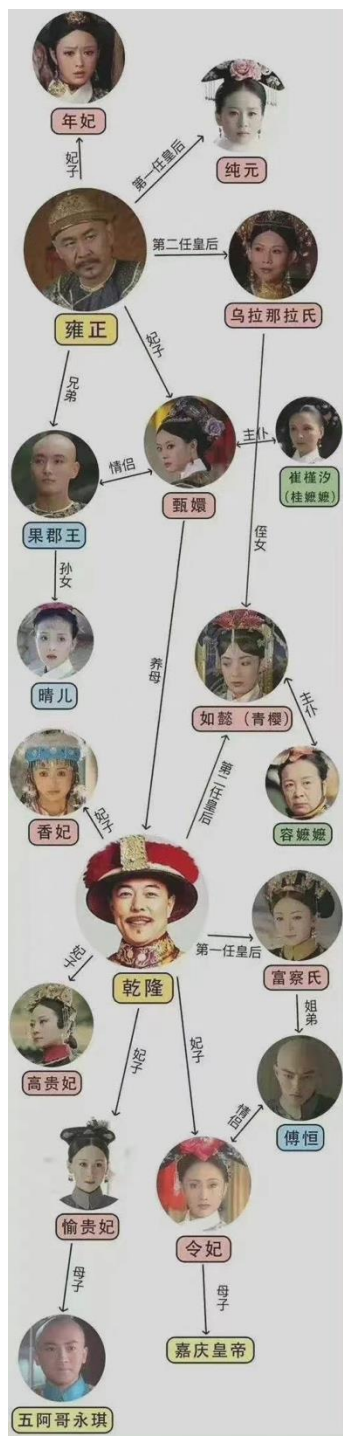 年妃
纯元
妃子
第一任皇后
第二任皇后
乌拉那拉氏
雍正
妃子
兄弟
情侣
主仆
崔槿汐
(桂嬷嬷)
果郡王
甄嬛
孙女
侄女
晴儿
养母
如懿(青樱)
主仆
香妃
妃子
第二任皇后
容嬷嬷
乾隆
第一任皇后
富察氏
妃子
高贵妃
妃子
妃子
姐弟
情侣
傅恒
愉贵妃
令妃
母子
母子
嘉庆皇帝
五阿哥永琪